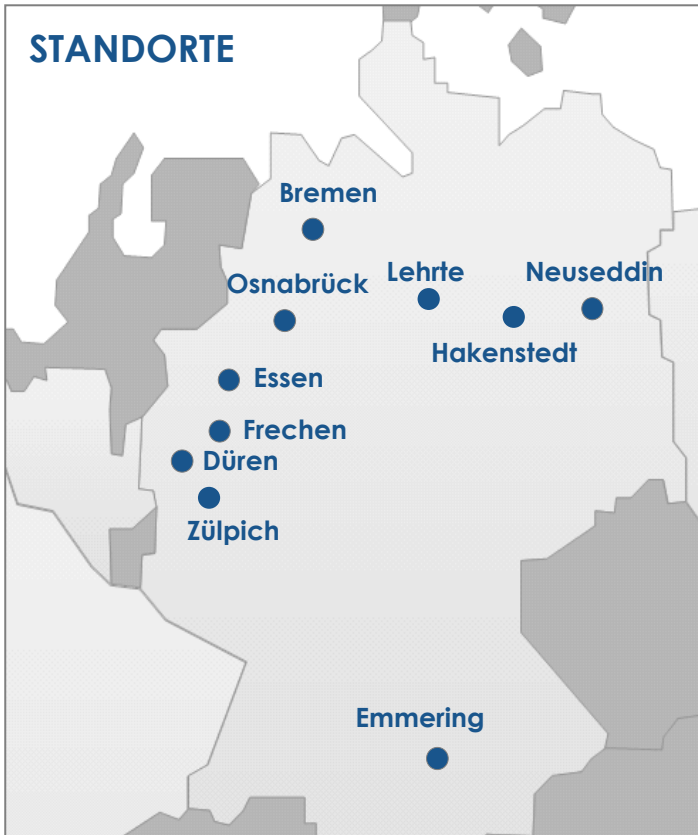 STANDORTE
Bremen
Osnabrück
Lehrte
Neuseddin
Hakenstedt
Essen
Frechen
Düren
Zülpich
Emmering